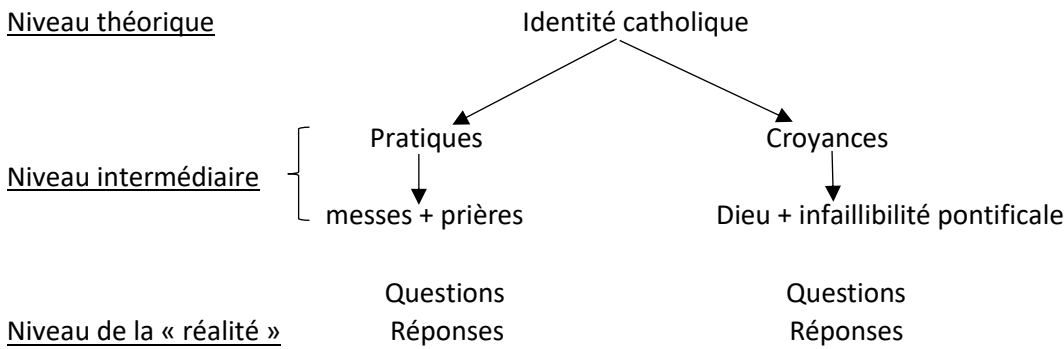 Niveau théorique Identité catholique
Pratiques Croyances
Niveau intermédiaire
messes + prières Dieu + infaillibilité pontificale
Questions Questions
Niveau de la « réalité » Réponses Réponses